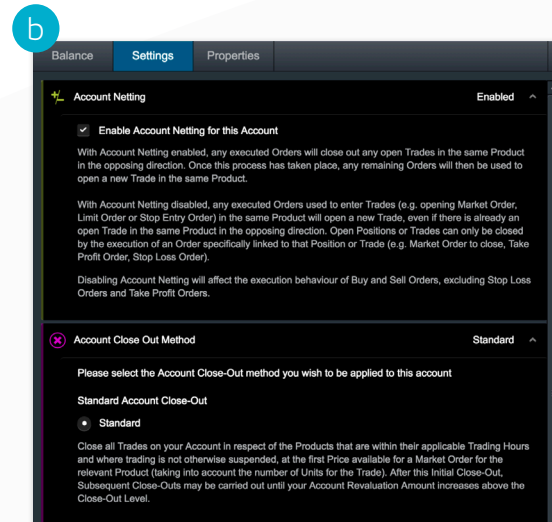 b
Balance Settings Properties
Account Netting Enabled
Enable Account Netting for this Account
With Account Netting enabled, any executed Orders will close out any open Trades in the same Product
in the opposing direction. Once this process has taken place, any remaining Orders will then be used to
open a new Trade in the same Product.
With Account Netting disabled, any executed Orders used to enter Trades (e.g. opening Market Order,
Limit Order or Stop Entry Order) in the same Product will open a new Trade, even if there is already an
open Trade in the same Product in the opposing direction. Open Positions or Trades can only be closed
by the execution of an Order specifically linked to that Position or Trade (e.g. Market Order to close, Take
Profit Order, Stop Loss Order).
Disabling Account Netting will affect the execution behaviour of Buy and Sell Orders, excluding Stop Loss
Orders and Take Profit Orders.
Account Close Out Method Standard
Please select the Account Close-Out method you wish to be applied to this account
Standard Account Close-Out
Standard
Close all Trades on your Account in respect of the Products that are within their applicable Trading Hours
and where trading is not otherwise suspended, at the first Price available for a Market Order for the
relevant Product (taking into account the number of Units for the Trade). After this Initial Close-Out,
Subsequent Close-Outs may be carried out until your Account Revaluation Amount increases above the
Close-Out Level.